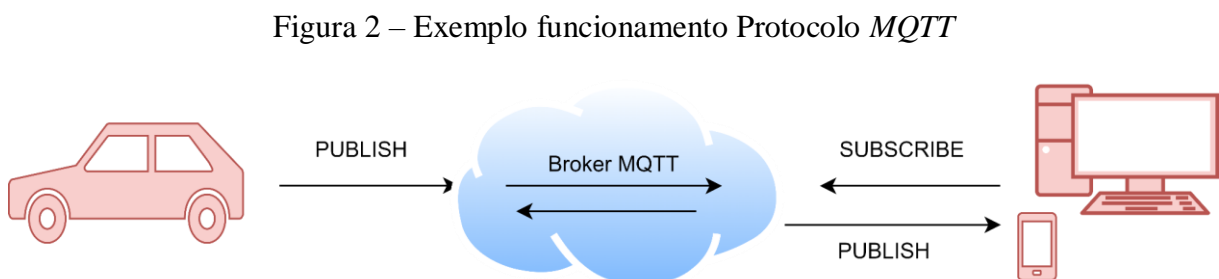 Figura 2 – Exemplo funcionamento Protocolo MQTT
PUBLISH
Broker MQTT
SUBSCRIBE
PUBLISH